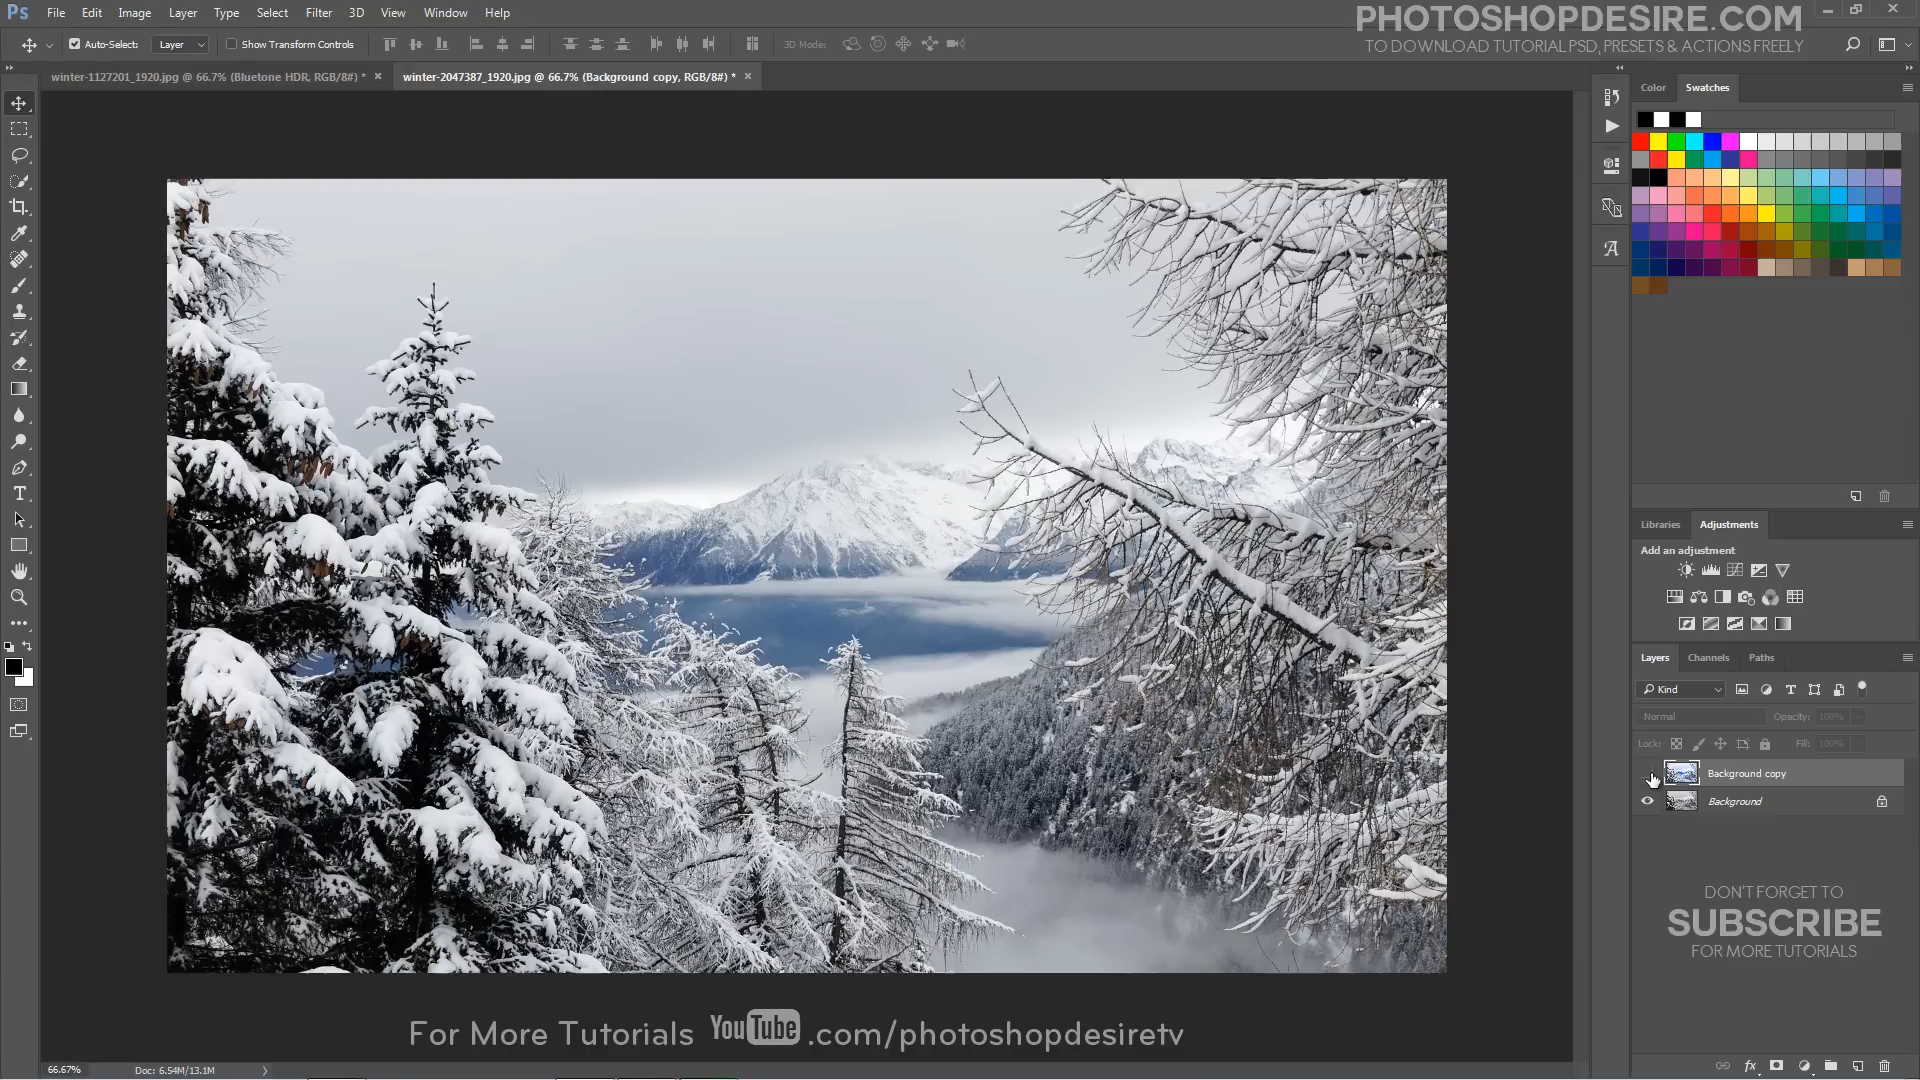 Ps File Edit Image Layer Type Select Filter 3D View Window Help
PHOTOSHOPDESIRE.COM
TO DOWNLOAD TUTORIAL PSD, PRESETS & ACTIONS FREELY
Auto-Select: Layer Show Transform Controls 3D Mode:
winter-1127201_1920.jpg @ 66.7% (Bluetone HDR, RGB/8#) * × winter-2047387_1920.jpg @ 66.7% (Background copy, RGB/8#) * ×
Color Swatches
Libraries Adjustments
Add an adjustment
Layers Channels Paths
Kind
Normal Opacity: 100%
Lock: Fill: 100%
Background copy
Background
DON'T FORGET TO
SUBSCRIBE
FOR MORE TUTORIALS
For More Tutorials YouTube .com/photoshopdesiretv
66.67% Doc: 6.54M/13.1M
fx